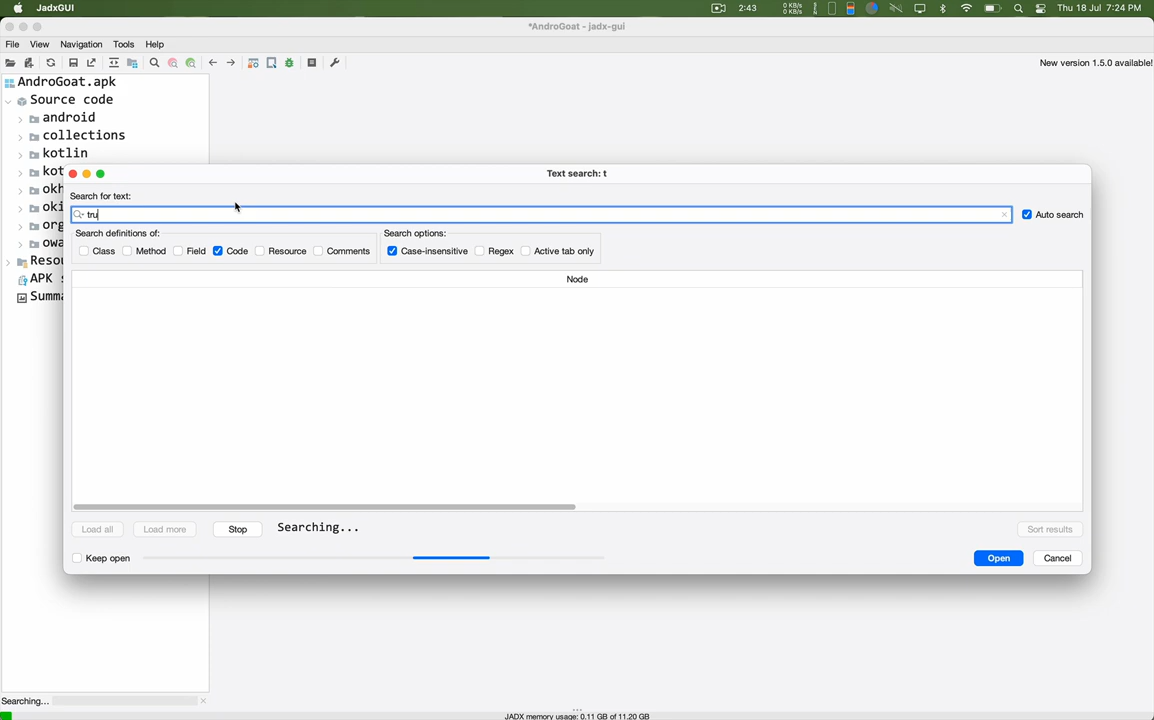 JadxGUI
2:43
0 KB/s
0 KB/s
Thu 18 Jul 7:24 PM
*AndroGoat - jadx-gui
File View Navigation Tools Help
New version 1.5.0 available!
AndroGoat.apk
Source code
android
collections
kotlin
kot
okh
oki
org
owa
Resou
APK s
Summa
Text search: t
Search for text:
tru
Auto search
Search definitions of:
Search options:
Class Method Field Code Resource Comments
Case-insensitive Regex Active tab only
Node
Load all Load more Stop Searching... Sort results
Keep open Open Cancel
Searching...
JADX memory usage: 0.11 GB of 11.20 GB